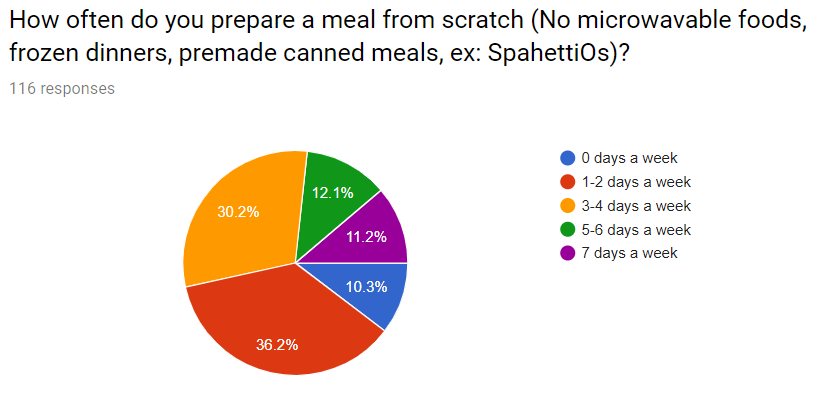 How often do you prepare a meal from scratch (No microwavable foods,
frozen dinners, premade canned meals, ex: SpahettiOs)?
116 responses
0 days a week
1-2 days a week
3-4 days a week
5-6 days a week
7 days a week
12.1%
30.2%
11.2%
10.3%
36.2%